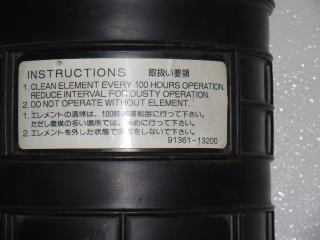 INSTRUCTIONS 取扱い要領
1. CLEAN ELEMENT EVERY 100 HOURS OPERATION.
REDUCE INTERVAL FOR DUSTY OPERATION.
2. DO NOT OPERATE WITHOUT ELEMENT.
1. エレメントの清掃は、100時間運転毎に行って下さい。
ただし塵埃の多い場所では、早めに行って下さい。
2. エレメントを外した状態で運転をしないで下さい。
91361-13200